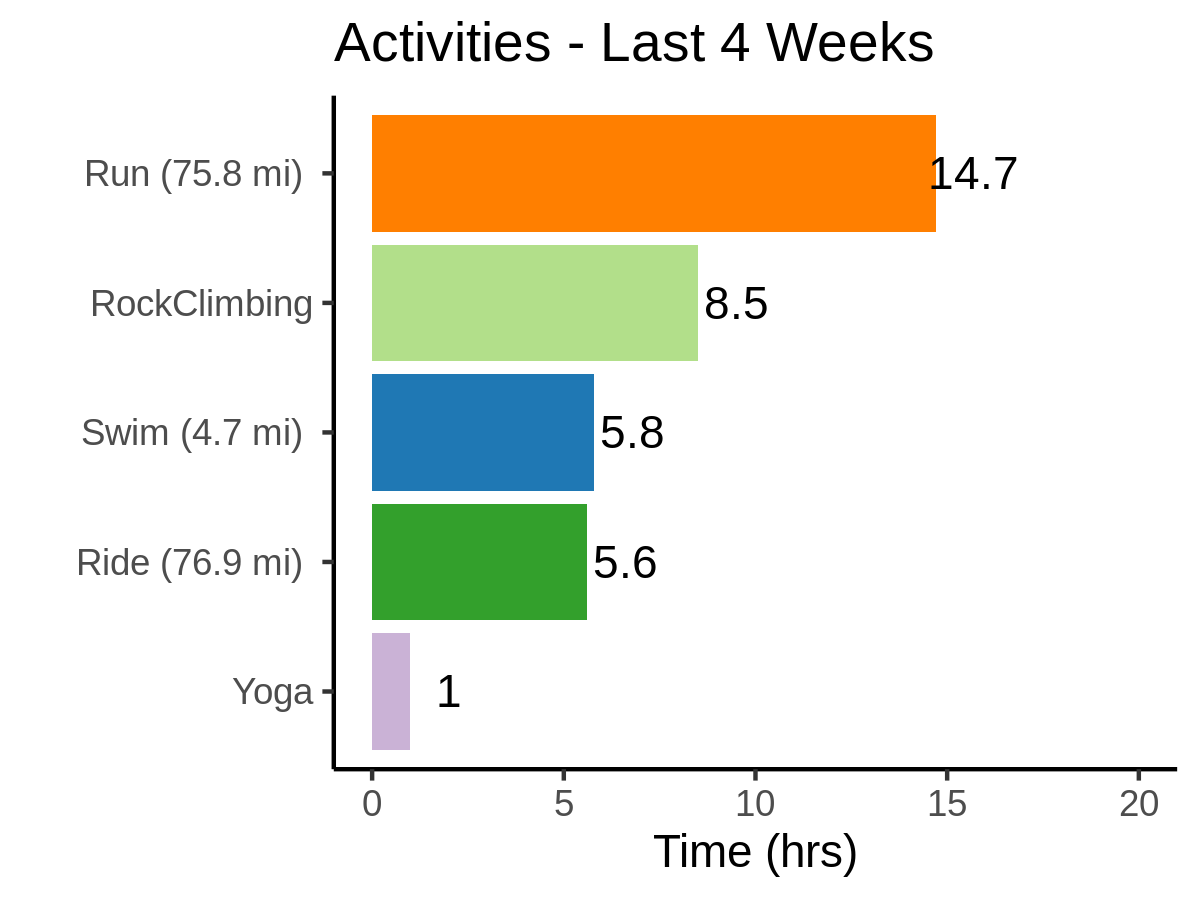 Activities - Last 4 Weeks
Run (75.8 mi)
14.7
RockClimbing
8.5
Swim (4.7 mi)
5.8
Ride (76.9 mi)
5.6
Yoga
1
0 5 10 15 20
Time (hrs)